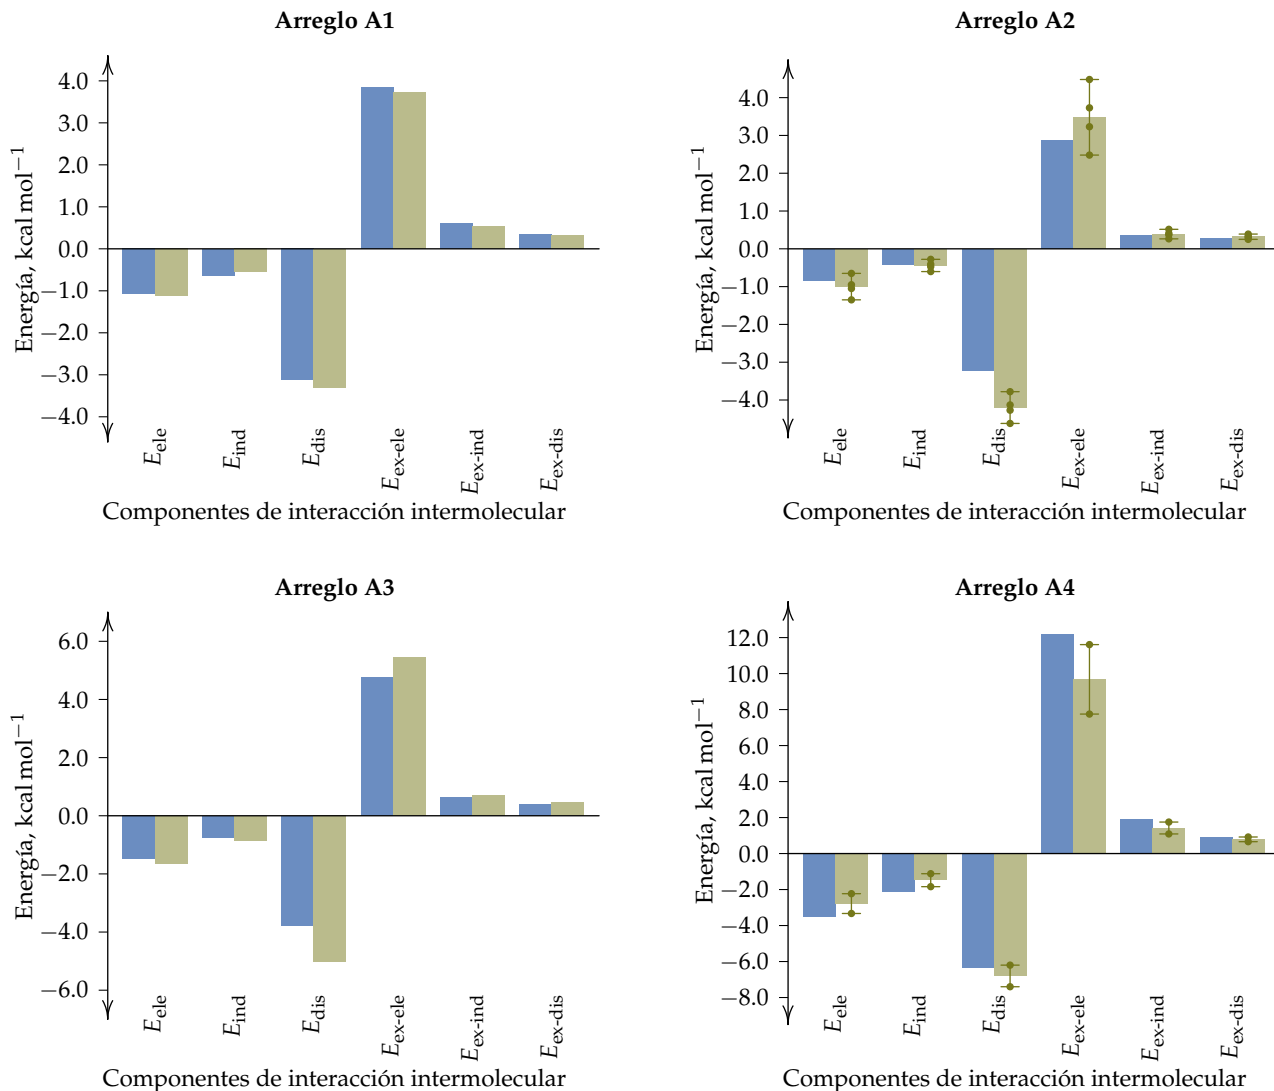 Arreglo A1
4.0
3.0
2.0
1.0
0.0
−1.0
−2.0
−3.0
−4.0
Energía, kcal mol−1
Eele
Eind
Edis
Eex-ele
Eex-ind
Eex-dis
Componentes de interacción intermolecular
Arreglo A2
4.0
3.0
2.0
1.0
0.0
−1.0
−2.0
−3.0
−4.0
Energía, kcal mol−1
Eele
Eind
Edis
Eex-ele
Eex-ind
Eex-dis
Componentes de interacción intermolecular
Arreglo A3
6.0
4.0
2.0
0.0
−2.0
−4.0
−6.0
Energía, kcal mol−1
Eele
Eind
Edis
Eex-ele
Eex-ind
Eex-dis
Componentes de interacción intermolecular
Arreglo A4
12.0
10.0
8.0
6.0
4.0
2.0
0.0
−2.0
−4.0
−6.0
−8.0
Energía, kcal mol−1
Eele
Eind
Edis
Eex-ele
Eex-ind
Eex-dis
Componentes de interacción intermolecular